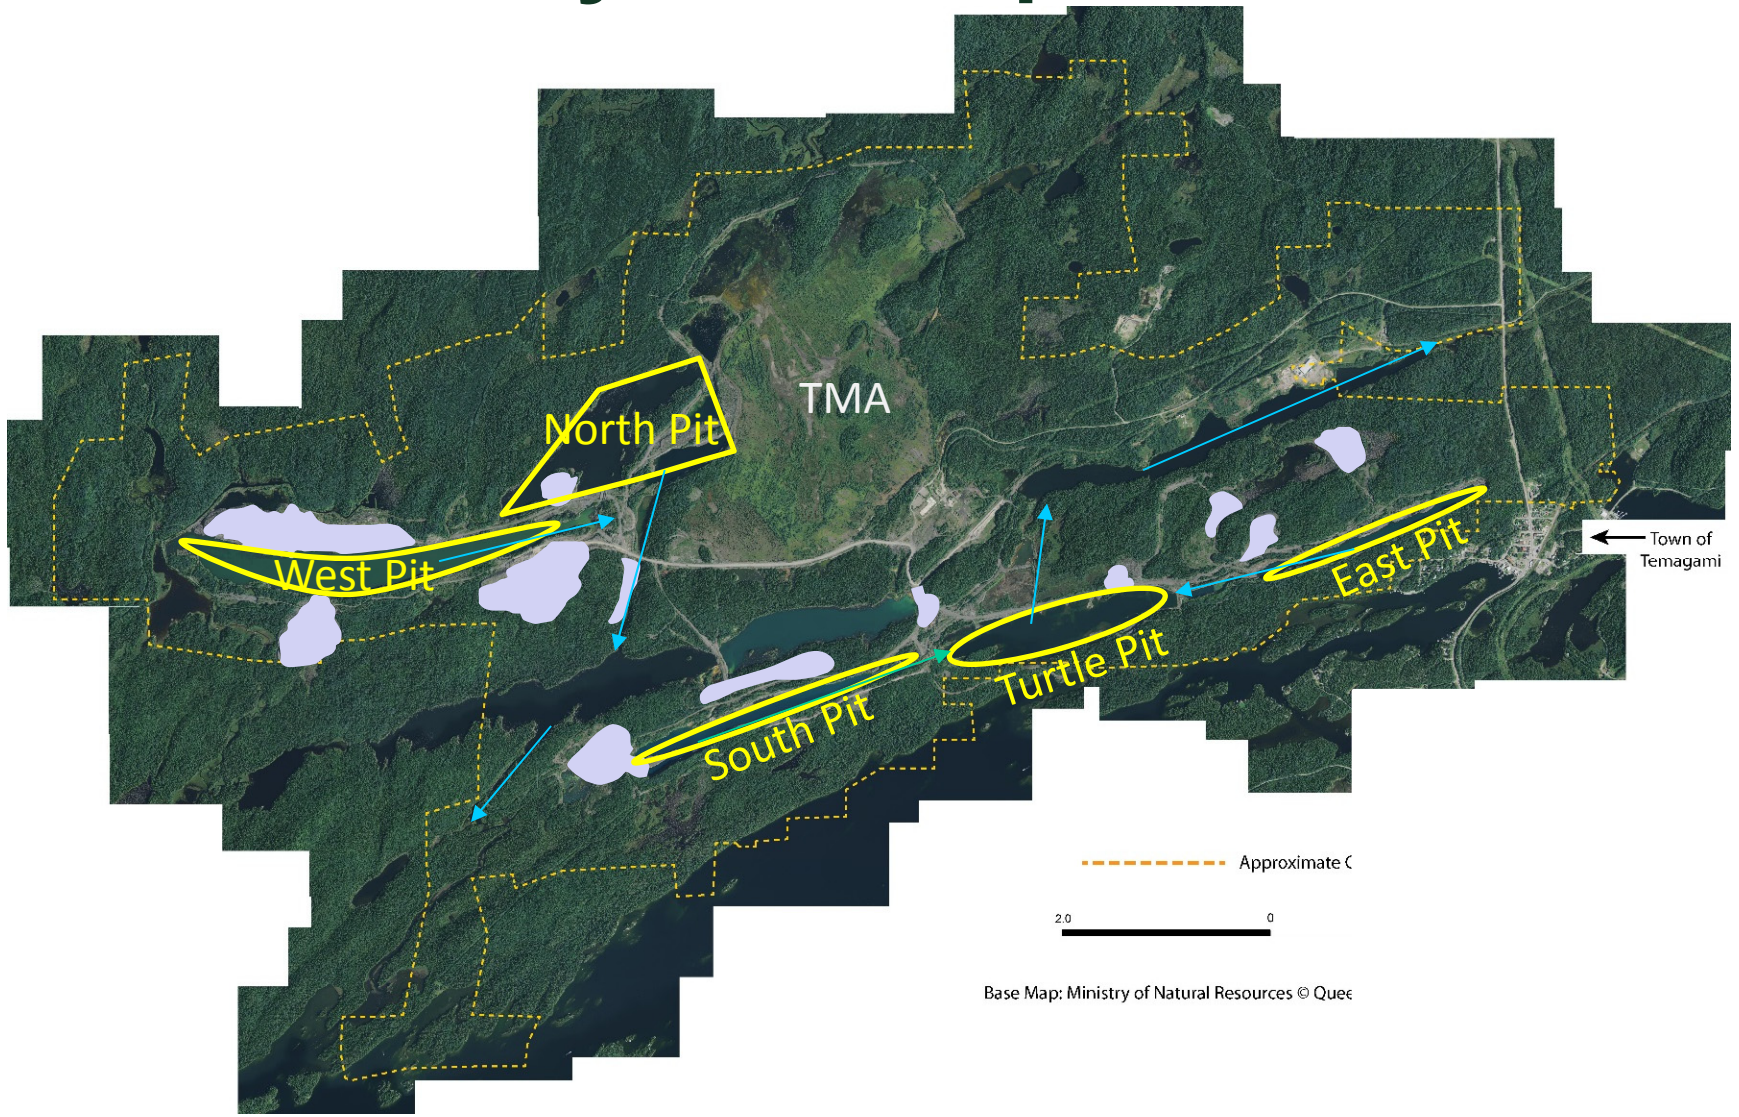 TMA
North Pit
West Pit
East Pit
Turtle Pit
South Pit
Town of
Temagami
Approximate
2.0 0
Base Map: Ministry of Natural Resources ©